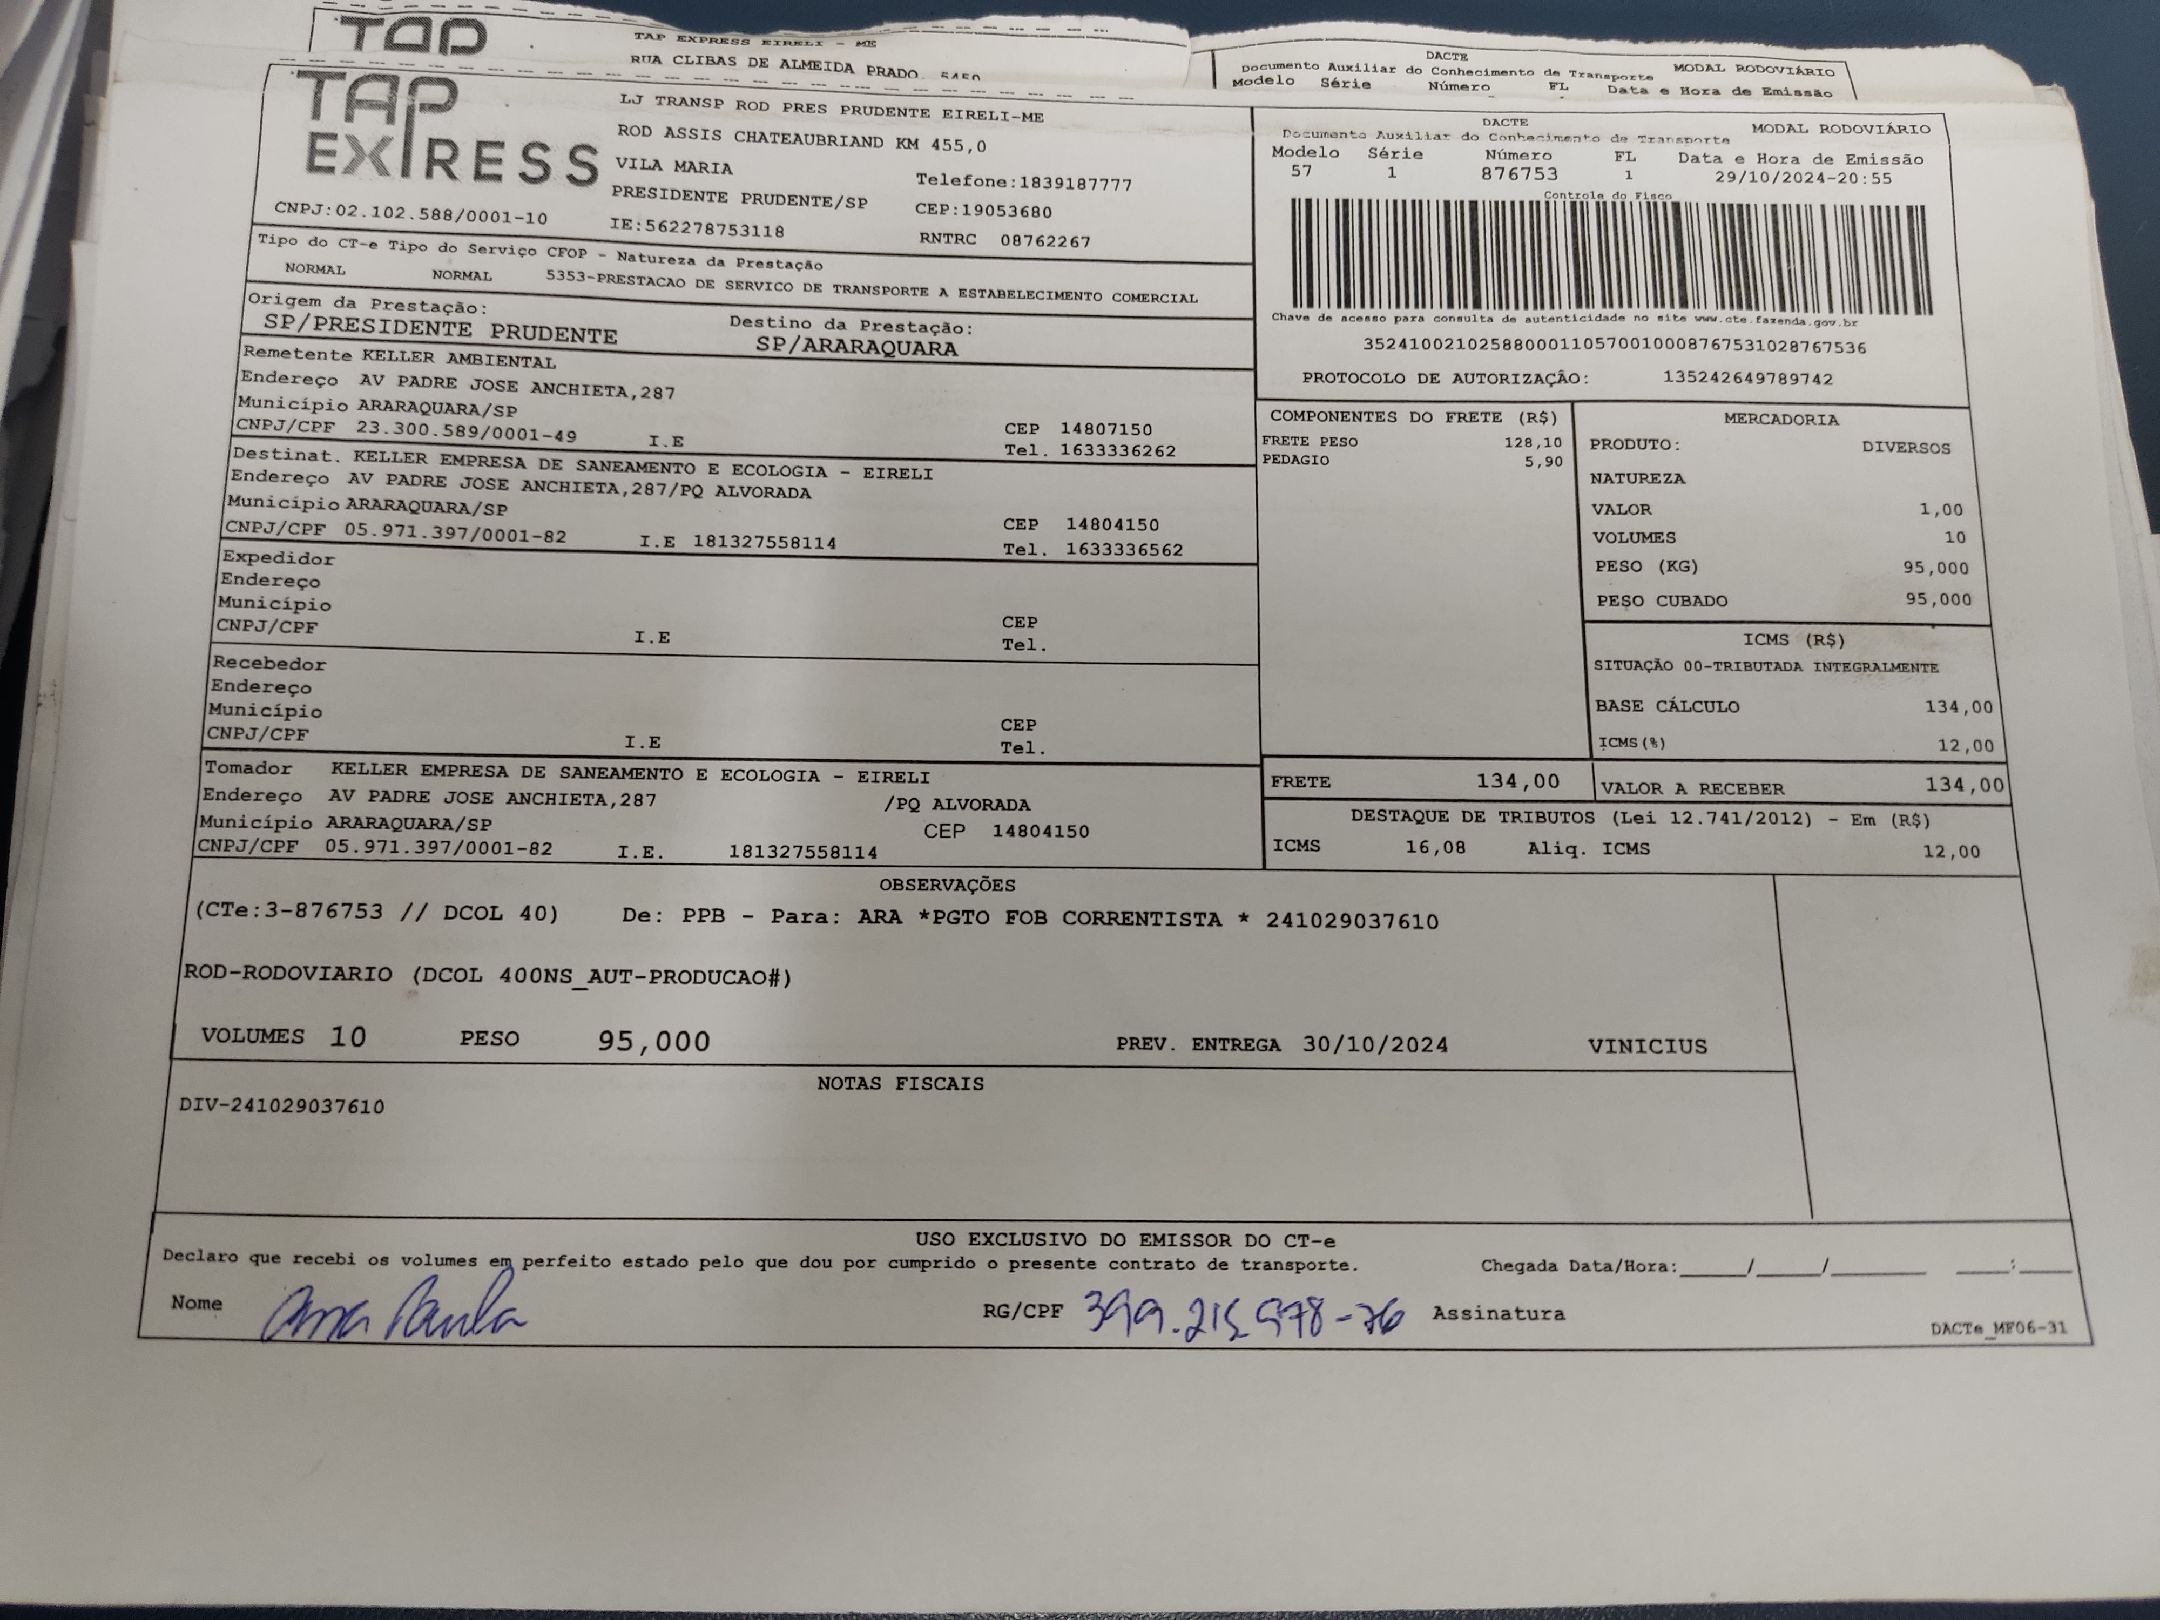 TAP
TAP EXPRESS EIRELI - ME
RUA CLIBAS DE ALMEIDA PRADO,
DACTE
Documento Auxiliar do Conhecimento de Transporte MODAL RODOVIÁRIO
Modelo Série Número FL Data e Hora de Emissão
TAP EXPRESS
LJ TRANSP ROD PRES PRUDENTE EIRELI-ME
ROD ASSIS CHATEAUBRIAND KM 455,0
VILA MARIA Telefone:1839187777
PRESIDENTE PRUDENTE/SP CEP:19053680
CNPJ:02.102.588/0001-10 IE:562278753118 RNTRC 08762267
DACTE
Documento Auxiliar do Conhecimento de Transporte MODAL RODOVIÁRIO
Modelo Série Número FL Data e Hora de Emissão
57 1 876753 1 29/10/2024-20:55
Controle do Fisco
Chave de acesso para consulta de autenticidade no site www.cte.fazenda.gov.br
35241002102588000110570010008767531028767536
PROTOCOLO DE AUTORIZAÇÃO: 135242649789742
Tipo do CT-e Tipo do Serviço CFOP - Natureza da Prestação
NORMAL NORMAL 5353-PRESTACAO DE SERVICO DE TRANSPORTE A ESTABELECIMENTO COMERCIAL
Origem da Prestação: Destino da Prestação:
SP/PRESIDENTE PRUDENTE SP/ARARAQUARA
Remetente KELLER AMBIENTAL
Endereço AV PADRE JOSE ANCHIETA,287
Município ARARAQUARA/SP CEP 14807150
CNPJ/CPF 23.300.589/0001-49 I.E Tel. 1633336262
Destinat. KELLER EMPRESA DE SANEAMENTO E ECOLOGIA - EIRELI
Endereço AV PADRE JOSE ANCHIETA,287/PQ ALVORADA
Município ARARAQUARA/SP CEP 14804150
CNPJ/CPF 05.971.397/0001-82 I.E 181327558114 Tel. 1633336562
Expedidor
Endereço
Município CEP
CNPJ/CPF I.E Tel.
Recebedor
Endereço
Município CEP
CNPJ/CPF I.E Tel.
Tomador KELLER EMPRESA DE SANEAMENTO E ECOLOGIA - EIRELI
Endereço AV PADRE JOSE ANCHIETA,287 /PQ ALVORADA
Município ARARAQUARA/SP CEP 14804150
CNPJ/CPF 05.971.397/0001-82 I.E. 181327558114
COMPONENTES DO FRETE (R$)
FRETE PESO 128,10
PEDAGIO 5,90
MERCADORIA
PRODUTO: DIVERSOS
NATUREZA
VALOR 1,00
VOLUMES 10
PESO (KG) 95,000
PESO CUBADO 95,000
ICMS (R$)
SITUAÇÃO 00-TRIBUTADA INTEGRALMENTE
BASE CÁLCULO 134,00
ICMS(%) 12,00
FRETE 134,00 VALOR A RECEBER 134,00
DESTAQUE DE TRIBUTOS (Lei 12.741/2012) - Em (R$)
ICMS 16,08 Aliq. ICMS 12,00
OBSERVAÇÕES
(CTe:3-876753 // DCOL 40) De: PPB - Para: ARA *PGTO FOB CORRENTISTA * 241029037610
ROD-RODOVIARIO (DCOL 400NS_AUT-PRODUCAO#)
VOLUMES 10 PESO 95,000 PREV. ENTREGA 30/10/2024 VINICIUS
NOTAS FISCAIS
DIV-241029037610
USO EXCLUSIVO DO EMISSOR DO CT-e
Declaro que recebi os volumes em perfeito estado pelo que dou por cumprido o presente contrato de transporte. Chegada Data/Hora:_____/_____/_______ ____:____
Nome Ana Paula RG/CPF 399.215.978-76 Assinatura
DACTe_MF06-31